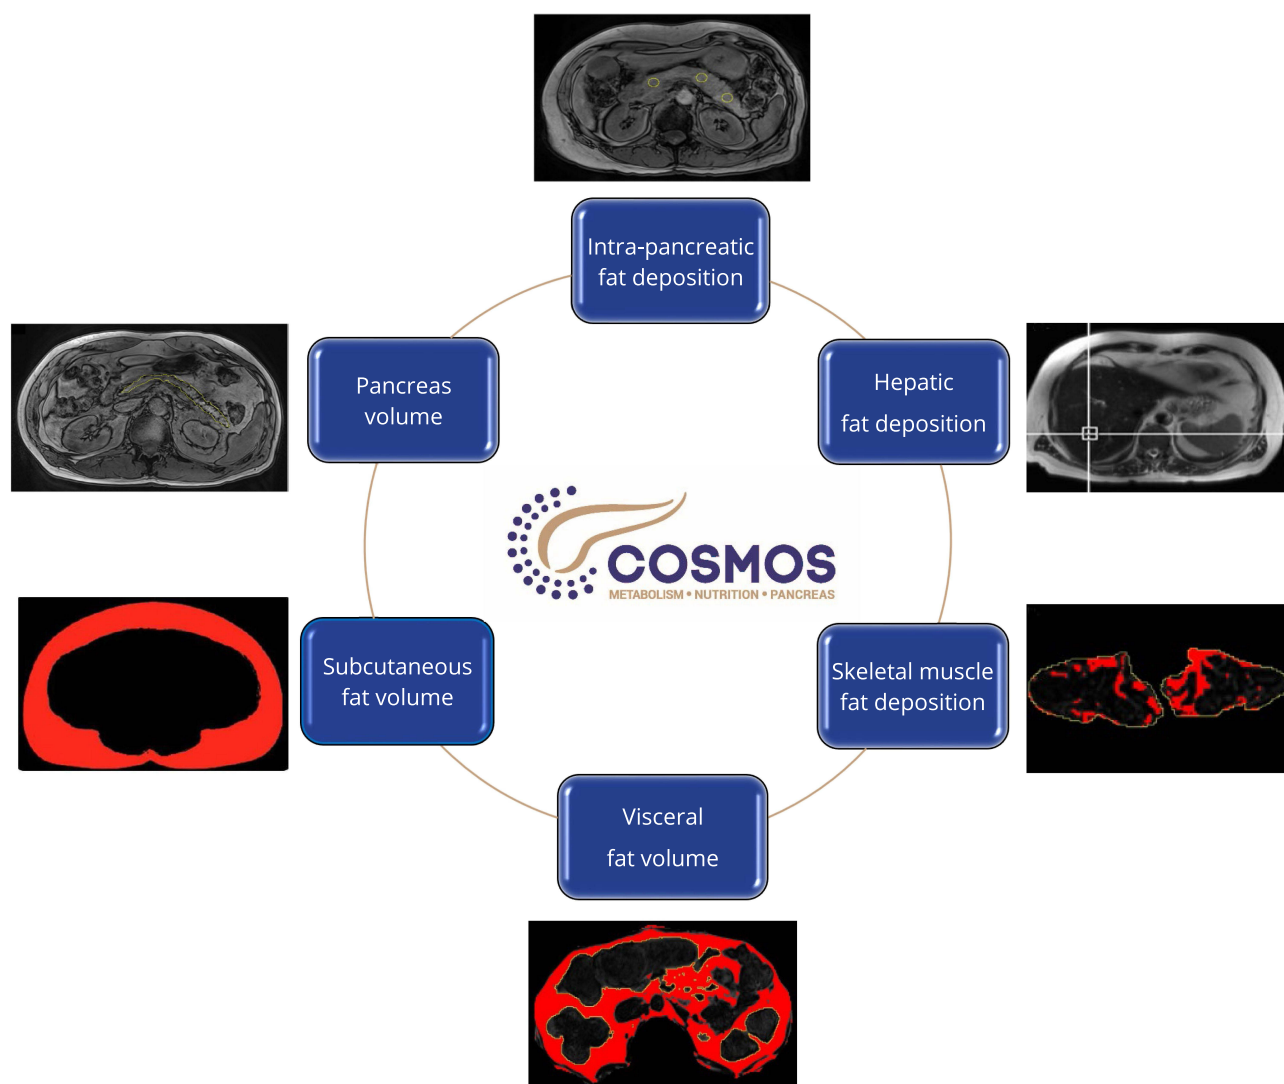 Intra-pancreatic
fat deposition
Pancreas
volume
Hepatic
fat deposition
COSMOS
METABOLISM • NUTRITION • PANCREAS
Subcutaneous
fat volume
Skeletal muscle
fat deposition
Visceral
fat volume